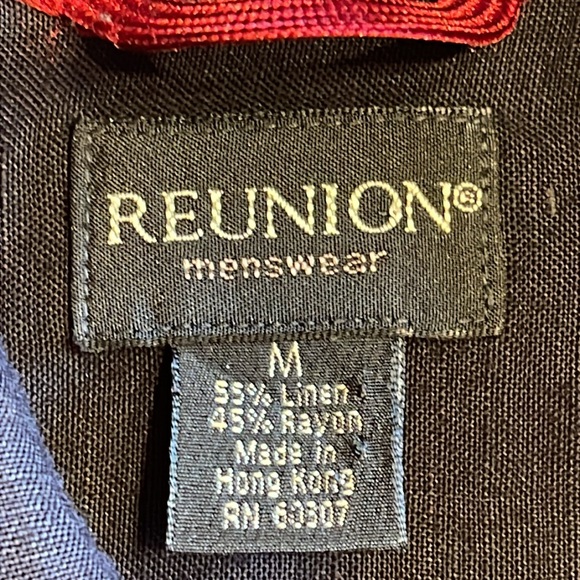 REUNION®
menswear
M
55% Linen
45% Rayon
Made in
Hong Kong
RN 60307